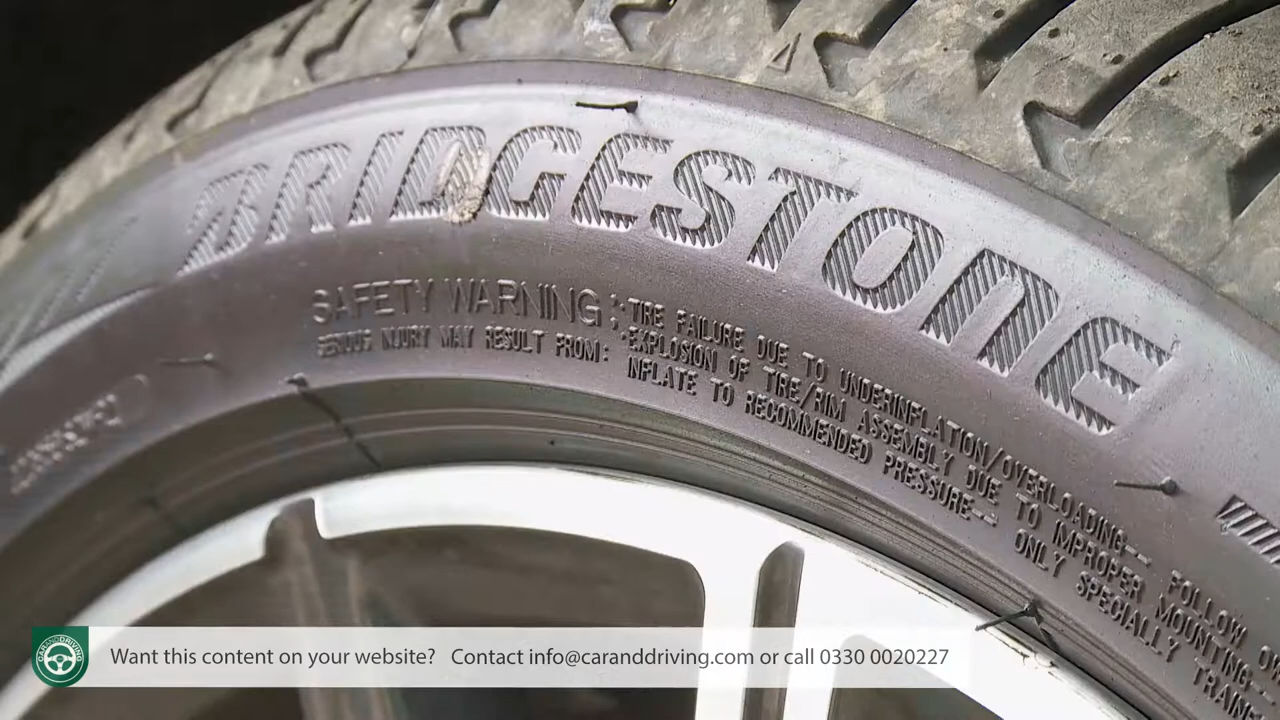 BRIDGESTONE
SAFETY WARNING :
SERIOUS INJURY MAY RESULT FROM:
•TIRE FAILURE DUE TO UNDERINFLATION/OVERLOADING-- FOLLOW
•EXPLOSION OF TIRE/RIM ASSEMBLY DUE TO IMPROPER MOUNTING--
INFLATE TO RECOMMENDED PRESSURE-- ONLY SPECIALLY
CARANDDRIVING
Want this content on your website? Contact info@caranddriving.com or call 0330 0020227